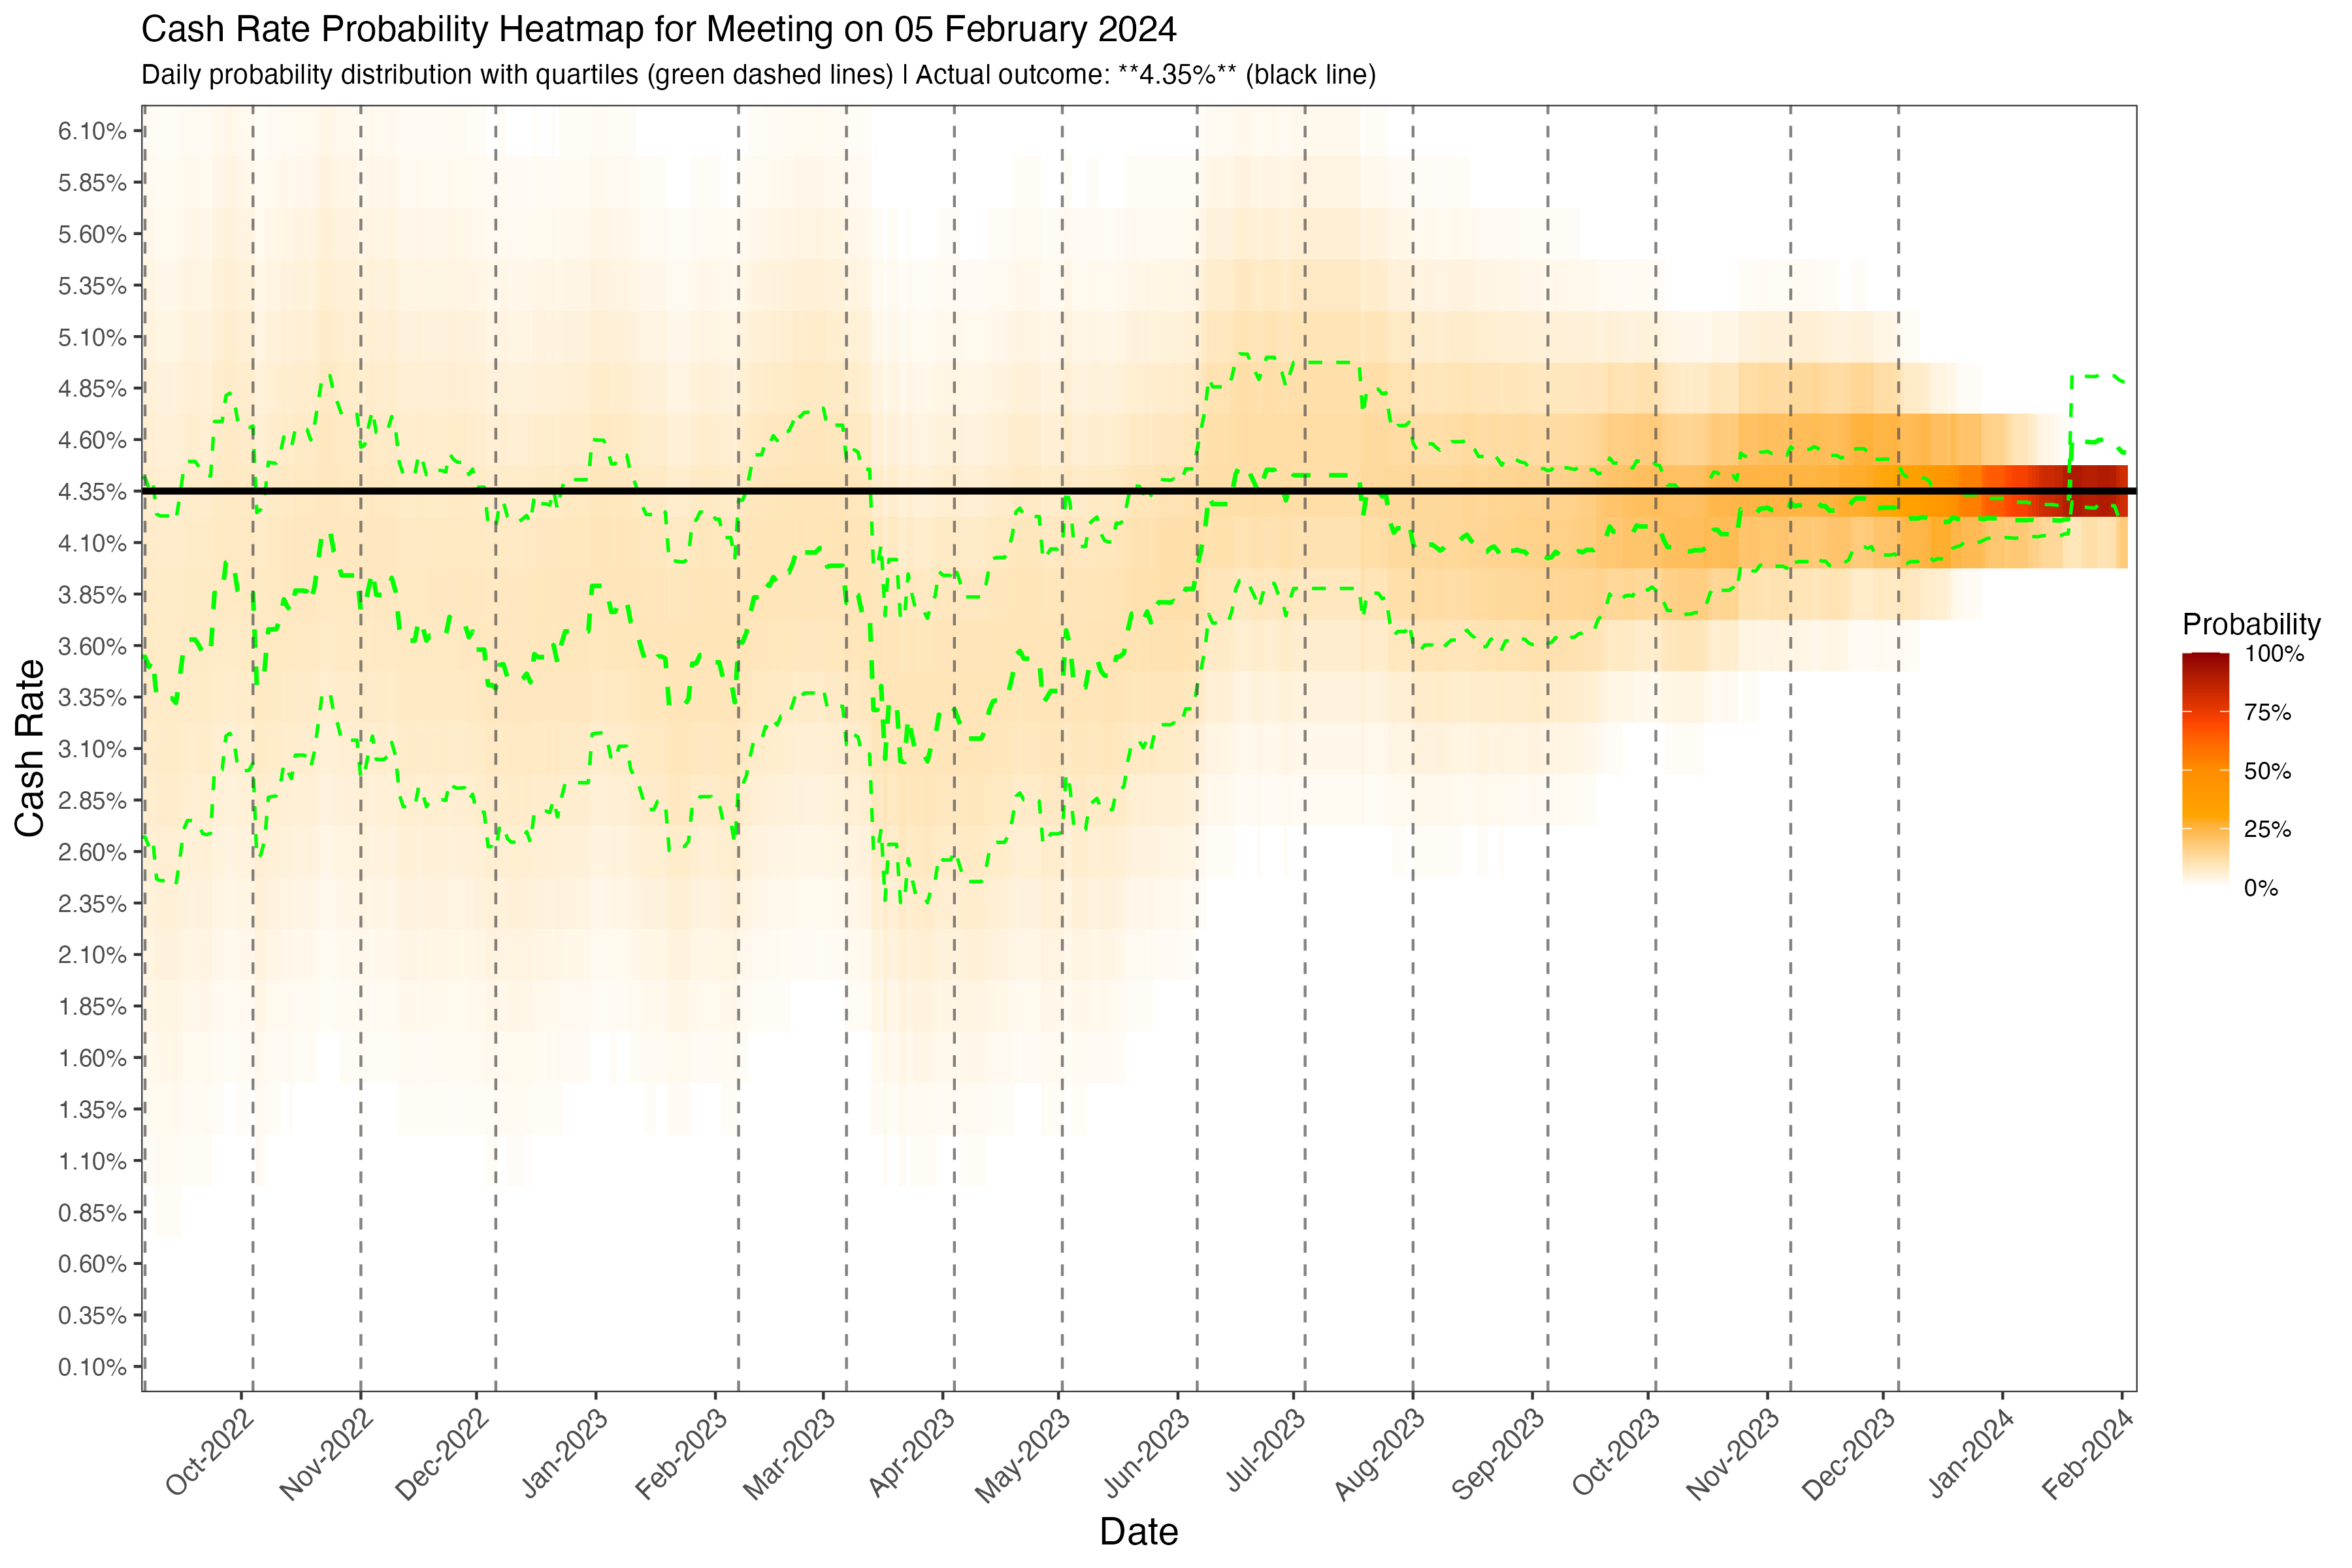 Cash Rate Probability Heatmap for Meeting on 05 February 2024
Daily probability distribution with quartiles (green dashed lines) | Actual outcome: **4.35%** (black line)
Cash Rate
6.10%
5.85%
5.60%
5.35%
5.10%
4.85%
4.60%
4.35%
4.10%
3.85%
3.60%
3.35%
3.10%
2.85%
2.60%
2.35%
2.10%
1.85%
1.60%
1.35%
1.10%
0.85%
0.60%
0.35%
0.10%
Oct-2022
Nov-2022
Dec-2022
Jan-2023
Feb-2023
Mar-2023
Apr-2023
May-2023
Jun-2023
Jul-2023
Aug-2023
Sep-2023
Oct-2023
Nov-2023
Dec-2023
Jan-2024
Feb-2024
Date
Probability
100%
75%
50%
25%
0%